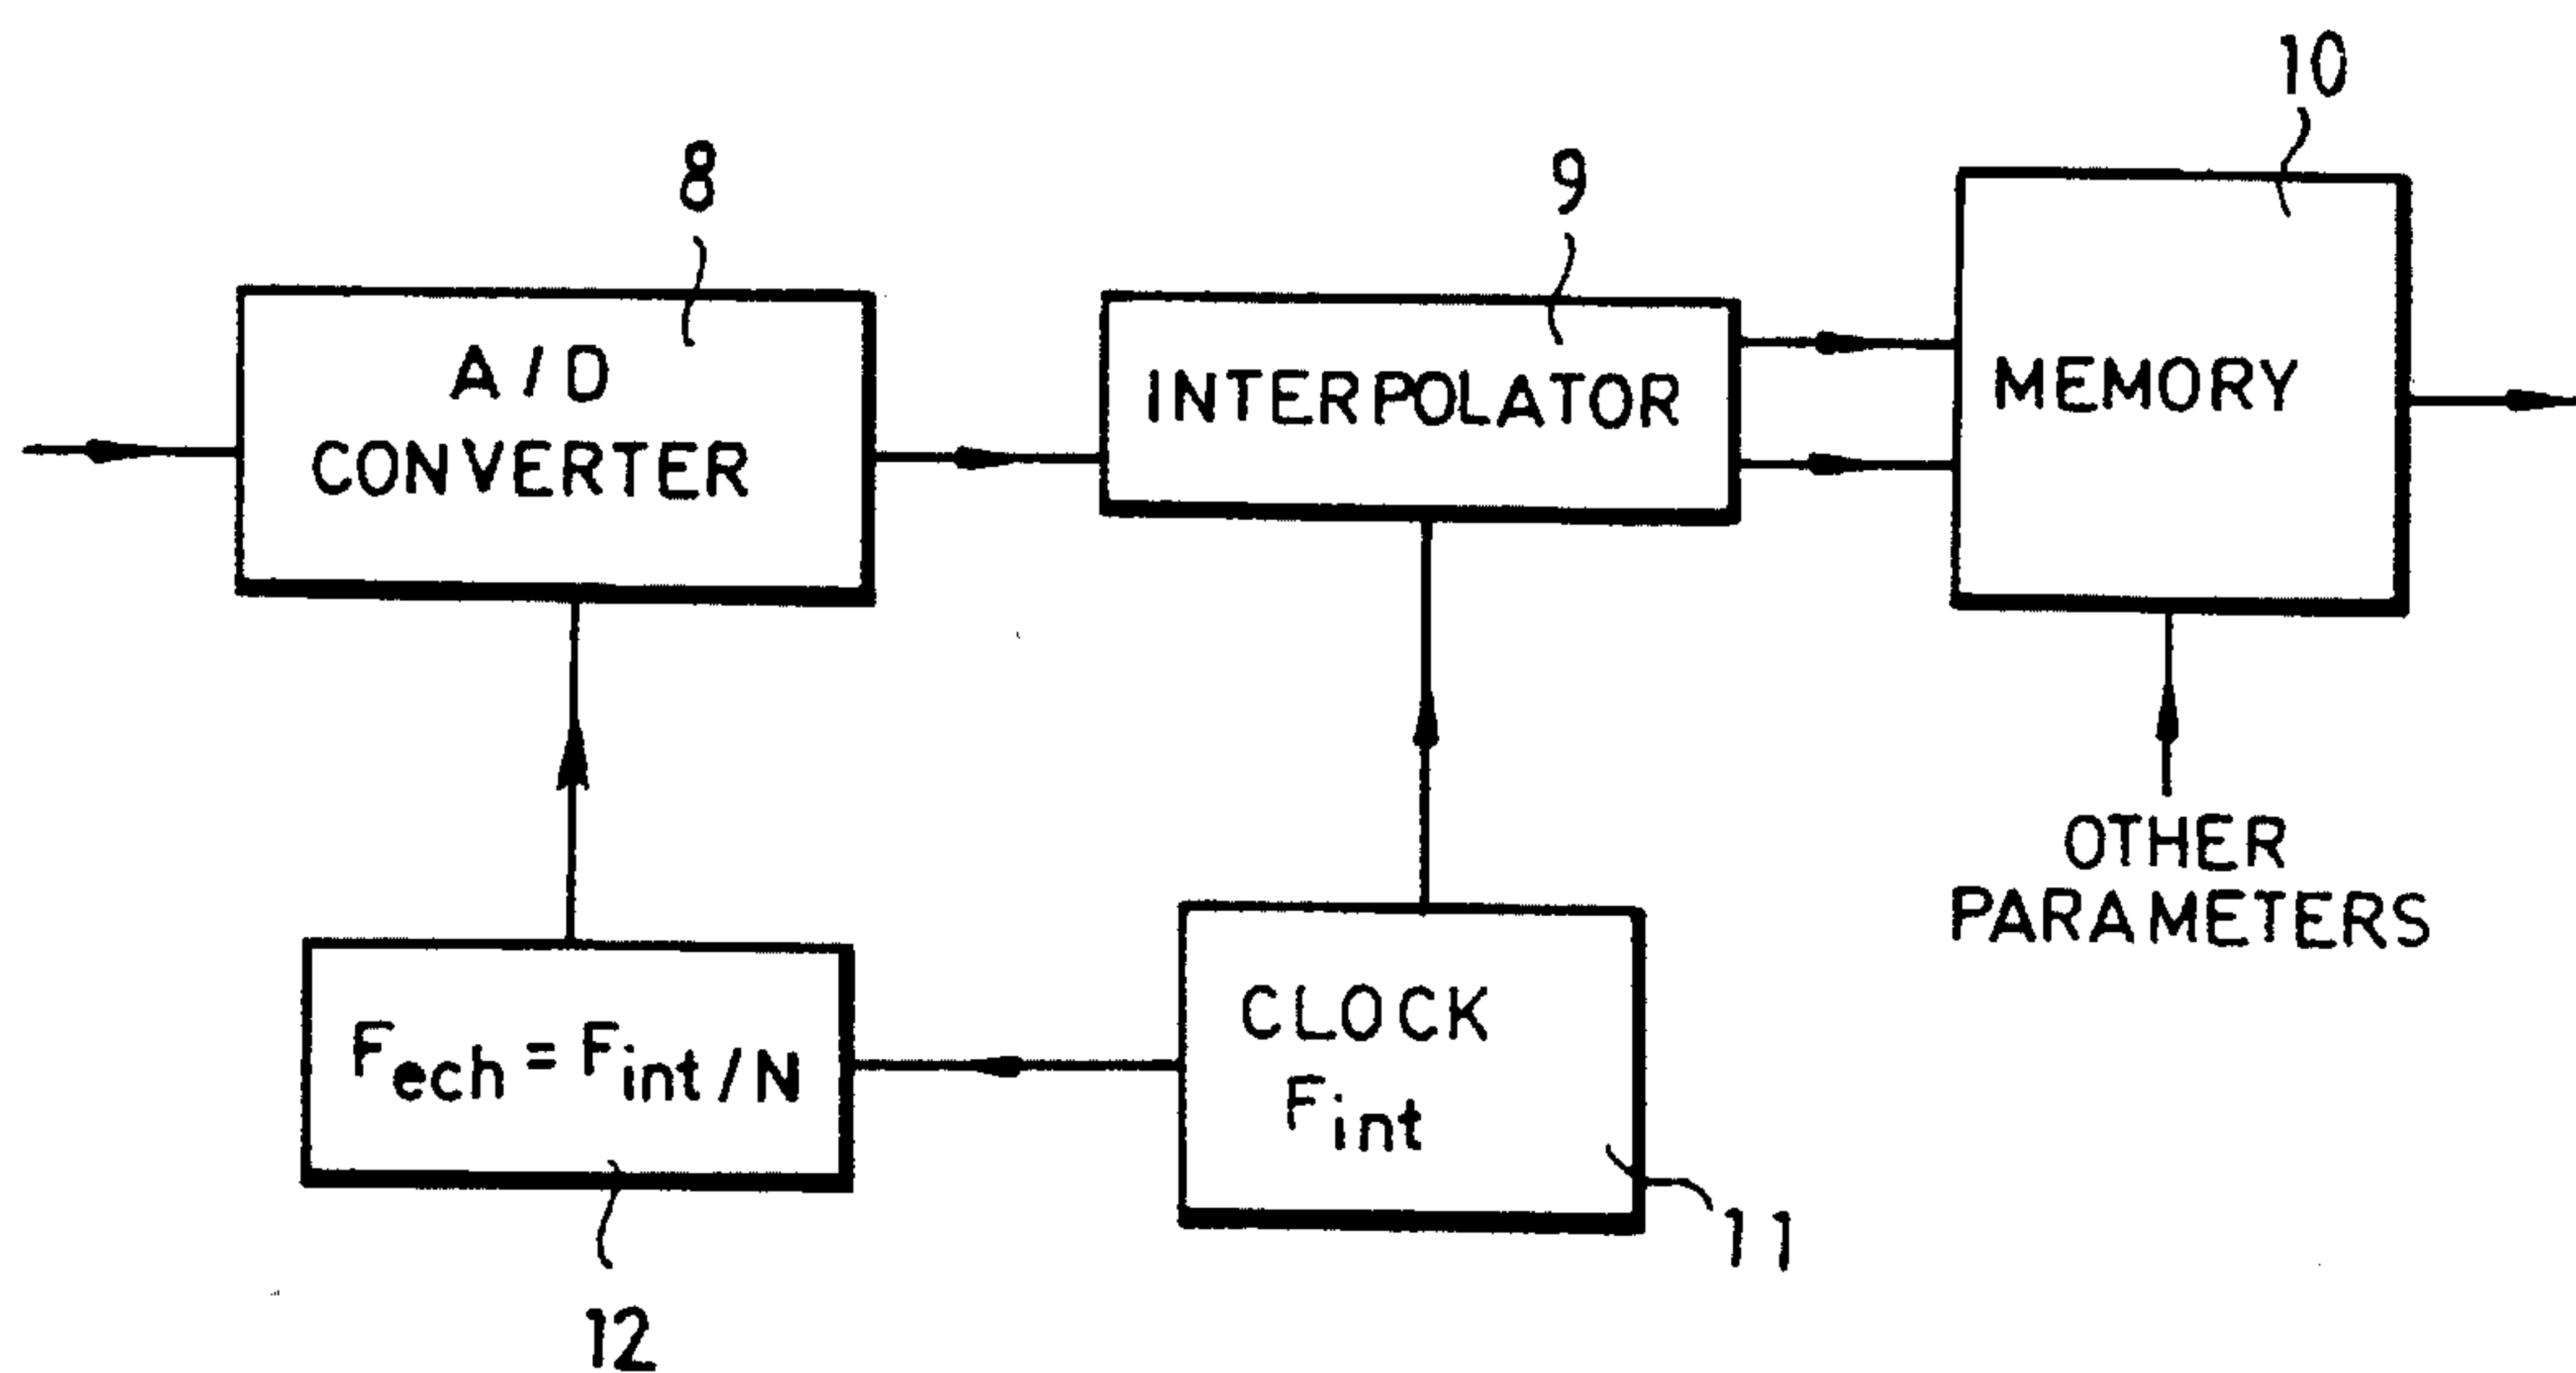 10
8
9
A/D
CONVERTER
INTERPOLATOR
MEMORY
OTHER
PARAMETERS
CLOCK
Fint
Fech = Fint/N
11
12